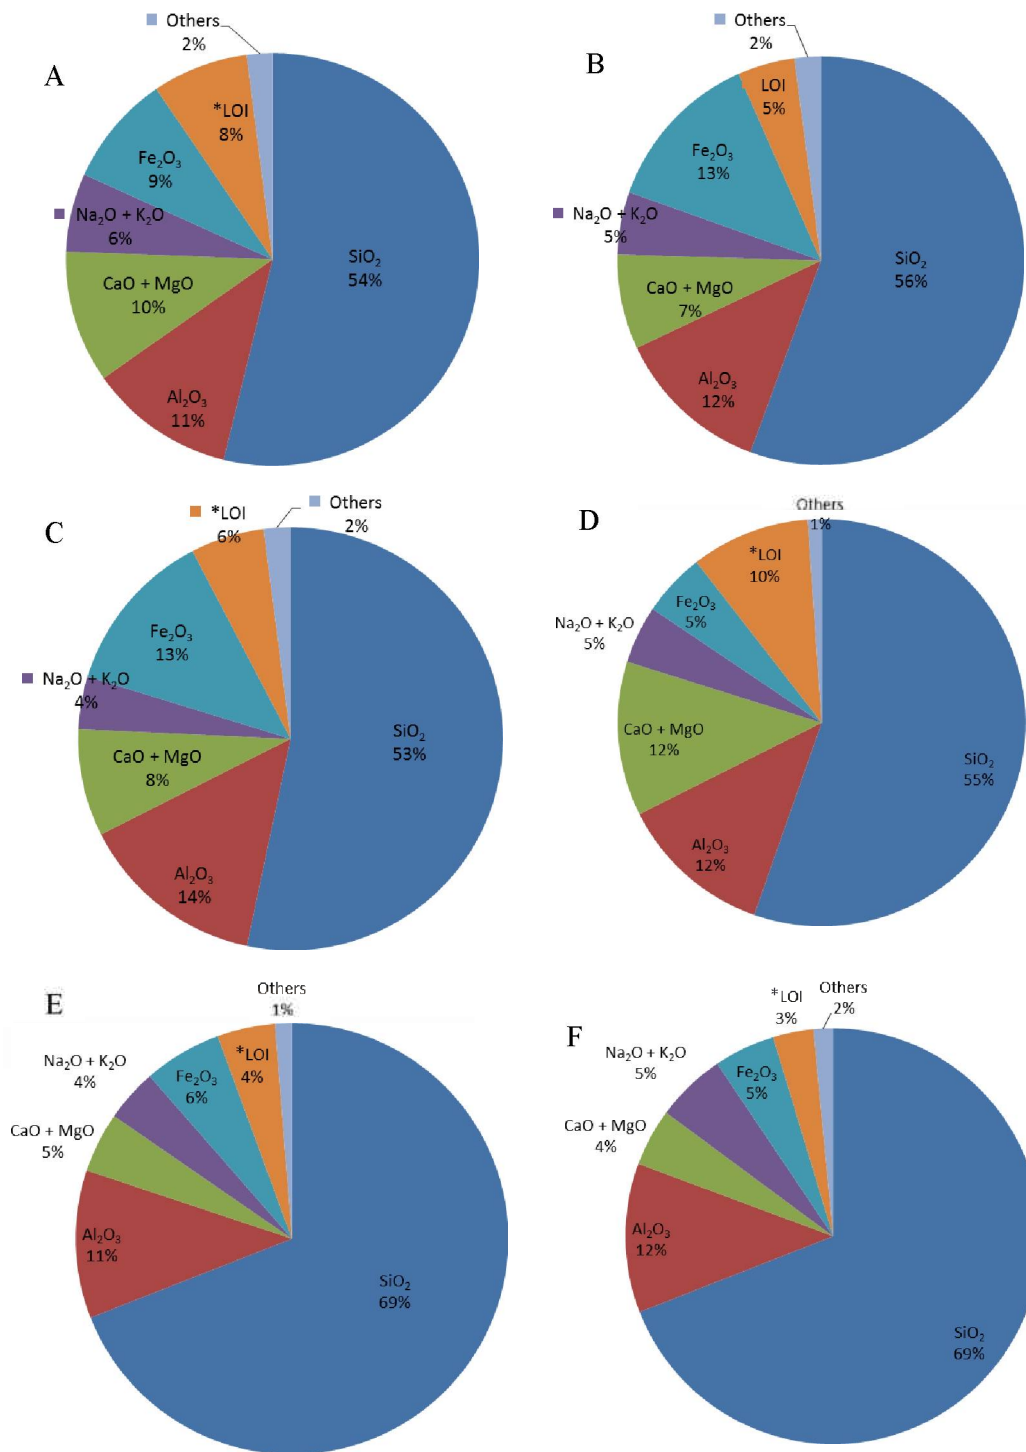 A
Others
2%
*LOI
8%
Fe₂O₃
9%
Na₂O + K₂O
6%
CaO + MgO
10%
Al₂O₃
11%
SiO₂
54%
B
Others
2%
LOI
5%
Fe₂O₃
13%
Na₂O + K₂O
5%
CaO + MgO
7%
Al₂O₃
12%
SiO₂
56%
C
*LOI
6%
Others
2%
Fe₂O₃
13%
Na₂O + K₂O
4%
CaO + MgO
8%
Al₂O₃
14%
SiO₂
53%
D
Others
1%
*LOI
10%
Fe₂O₃
5%
Na₂O + K₂O
5%
CaO + MgO
12%
Al₂O₃
12%
SiO₂
55%
E
Others
1%
*LOI
4%
Fe₂O₃
6%
Na₂O + K₂O
4%
CaO + MgO
5%
Al₂O₃
11%
SiO₂
69%
F
*LOI
3%
Others
2%
Fe₂O₃
5%
Na₂O + K₂O
5%
CaO + MgO
4%
Al₂O₃
12%
SiO₂
69%